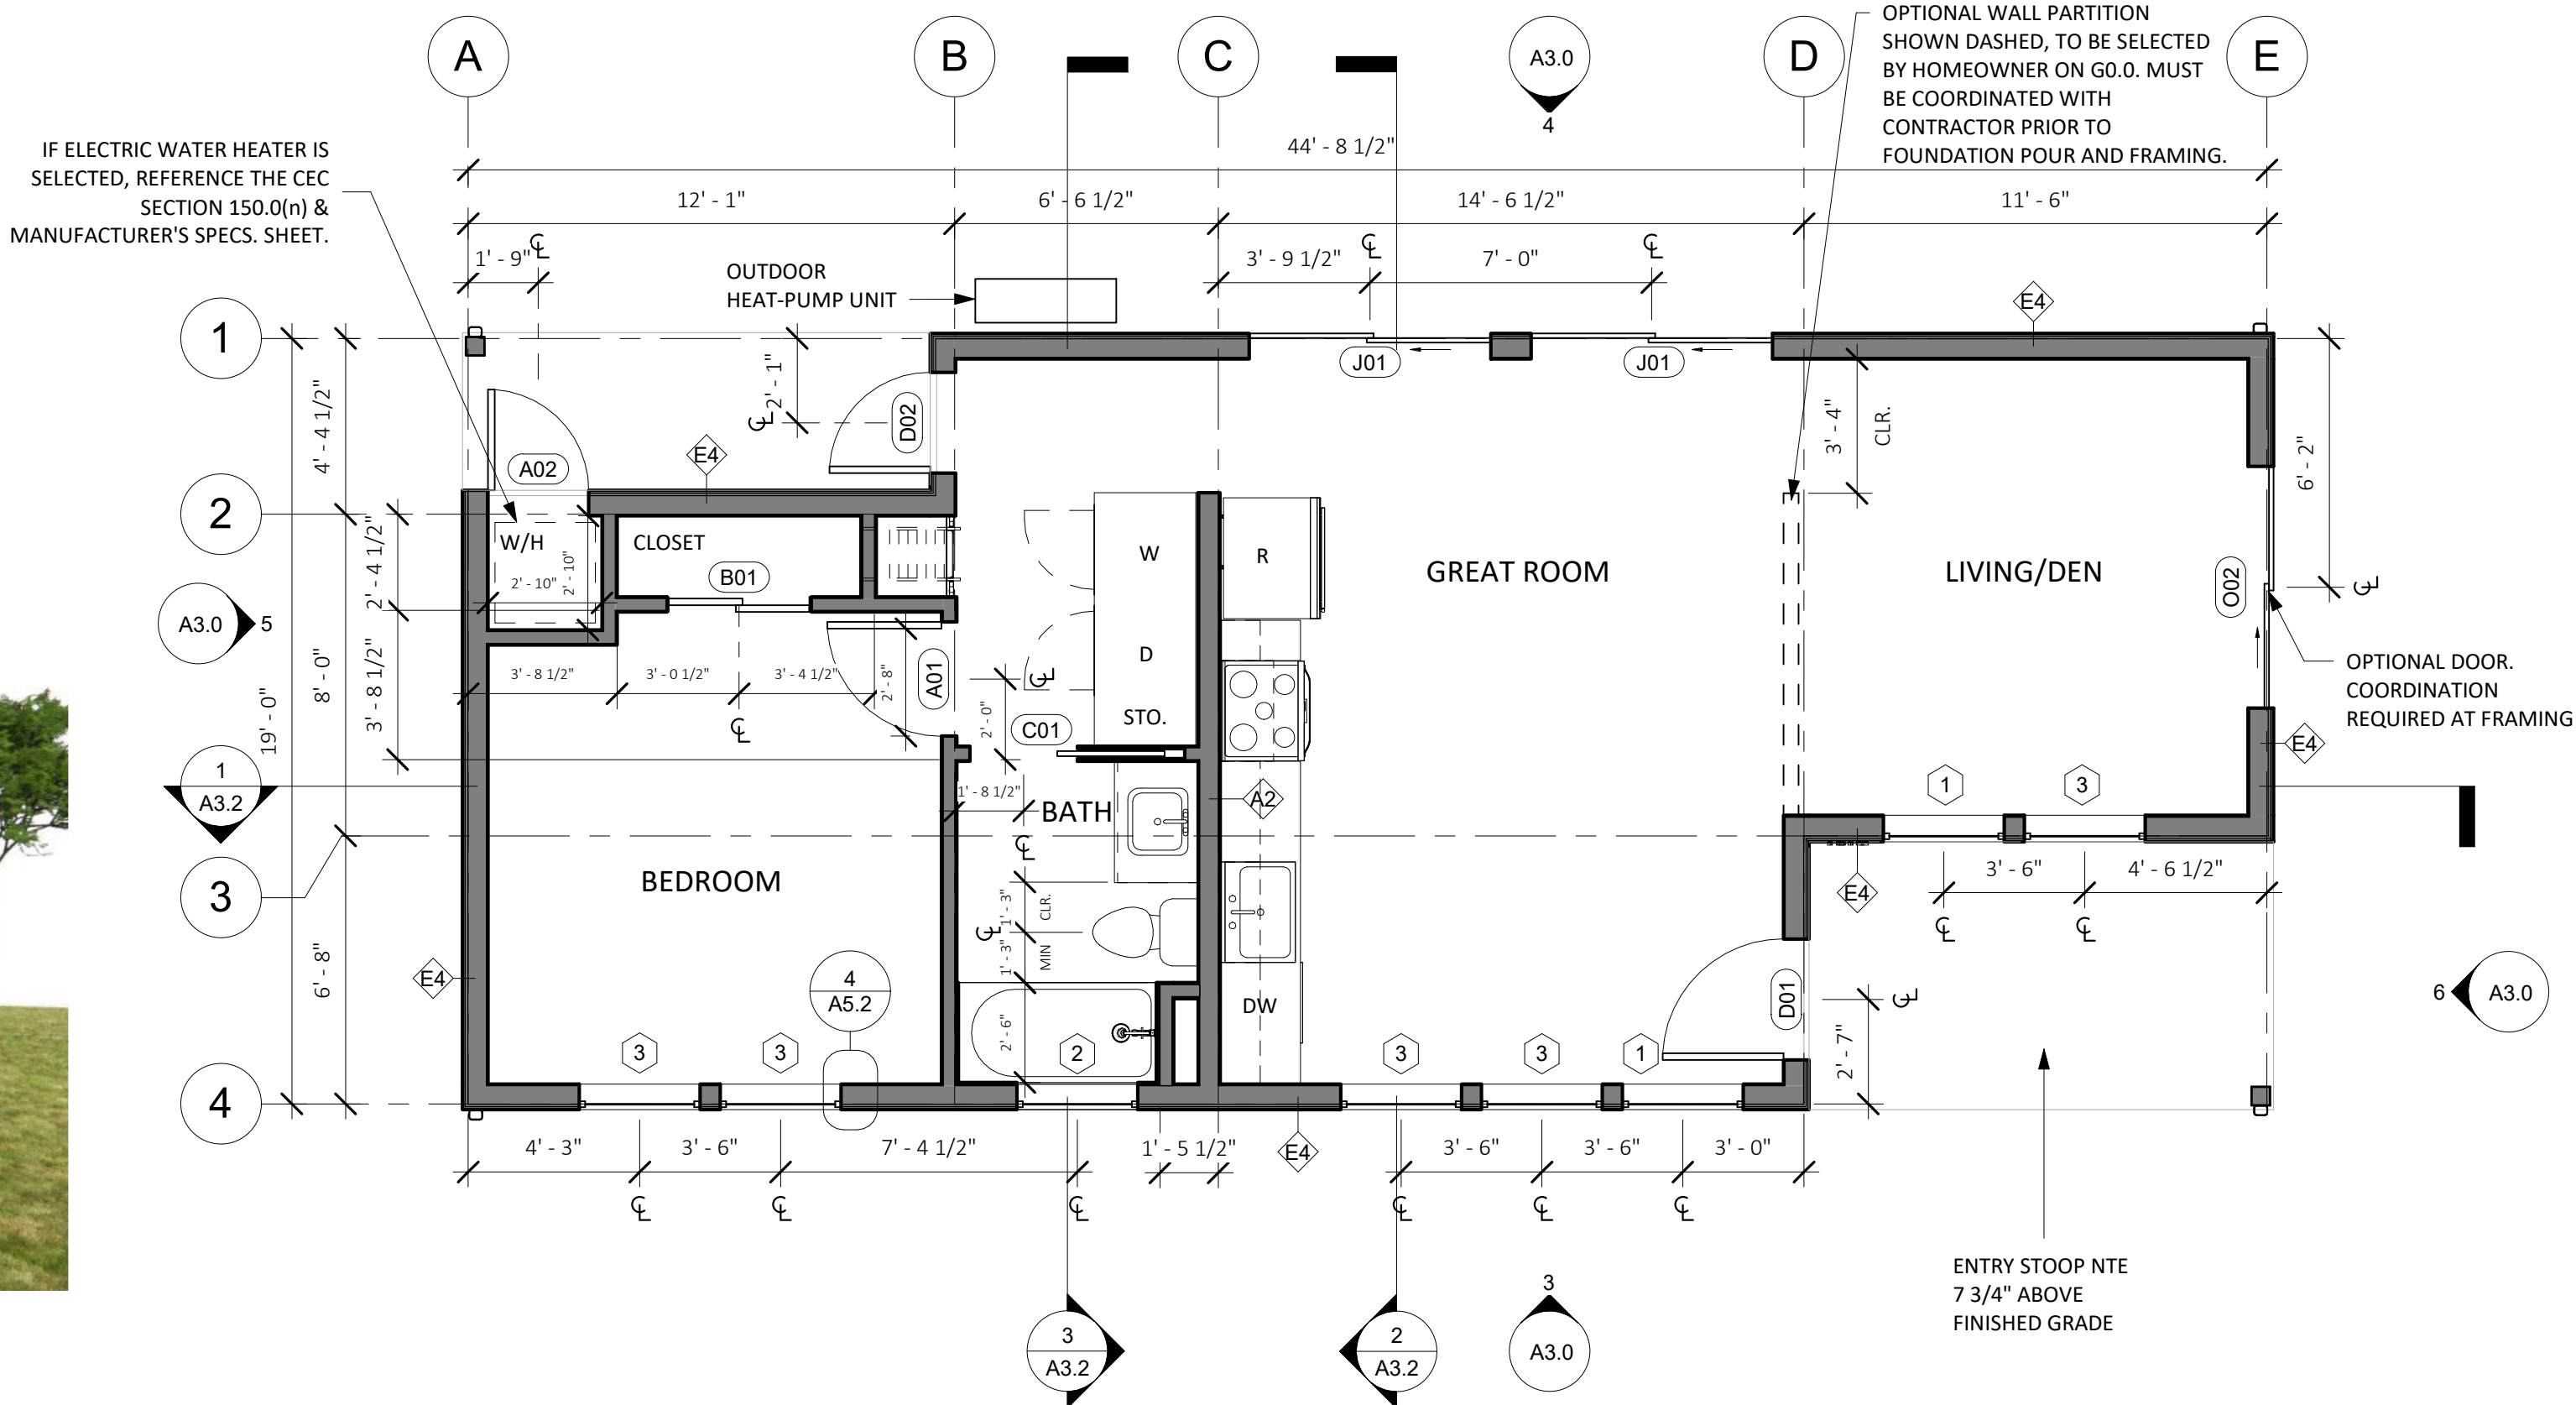 A
B
C
D
E
A3.0
4
OPTIONAL WALL PARTITION
SHOWN DASHED, TO BE SELECTED
BY HOMEOWNER ON G0.0. MUST
BE COORDINATED WITH
CONTRACTOR PRIOR TO
FOUNDATION POUR AND FRAMING.
IF ELECTRIC WATER HEATER IS
SELECTED, REFERENCE THE CEC
SECTION 150.0(n) &
MANUFACTURER'S SPECS. SHEET.
44' - 8 1/2"
12' - 1"
6' - 6 1/2"
14' - 6 1/2"
11' - 6"
1' - 9"
℄
3' - 9 1/2"
℄
7' - 0"
℄
OUTDOOR
HEAT-PUMP UNIT
E4
1
J01
J01
2' - 1"
℄
D02
4' - 4 1/2"
3' - 4"
CLR.
6' - 2"
A02
E4
2
W/H
2' - 10"
2' - 10"
CLOSET
B01
W
R
GREAT ROOM
LIVING/DEN
O02
℄
2' - 4 1/2"
A3.0
5
8' - 0"
19' - 0"
3' - 8 1/2"
3' - 8 1/2"
3' - 0 1/2"
3' - 4 1/2"
℄
2' - 8"
A01
D
℄
2' - 0"
C01
STO.
OPTIONAL DOOR.
COORDINATION
REQUIRED AT FRAMING
E4
1
A3.2
1' - 8 1/2"
℄
BATH
A2
1
3
3
BEDROOM
E4
3' - 6"
4' - 6 1/2"
℄
℄
1' - 3"
CLR.
℄
1' - 3"
MIN
6' - 8"
E4
4
A5.2
DW
D01
℄
2' - 7"
6
A3.0
2' - 6"
3
3
2
3
3
1
4
4' - 3"
3' - 6"
7' - 4 1/2"
1' - 5 1/2"
E4
3' - 6"
3' - 6"
3' - 0"
℄
℄
℄
℄
℄
℄
ENTRY STOOP NTE
7 3/4" ABOVE
FINISHED GRADE
3
A3.2
2
A3.2
3
A3.0